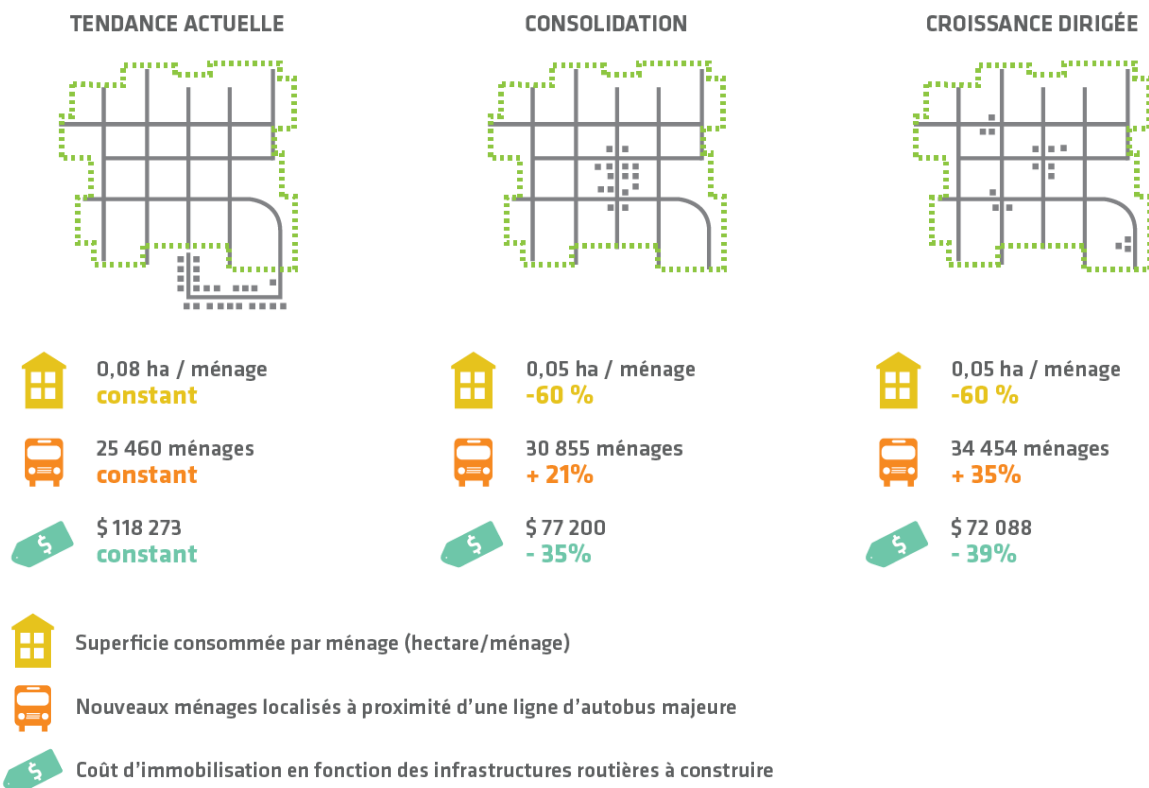 TENDANCE ACTUELLE
CONSOLIDATION
CROISSANCE DIRIGÉE
0,08 ha / ménage
constant
0,05 ha / ménage
-60 %
0,05 ha / ménage
-60 %
25 460 ménages
constant
30 855 ménages
+ 21%
34 454 ménages
+ 35%
$ 118 273
constant
$ 77 200
- 35%
$ 72 088
- 39%
Superficie consommée par ménage (hectare/ménage)
Nouveaux ménages localisés à proximité d'une ligne d'autobus majeure
$
Coût d'immobilisation en fonction des infrastructures routières à construire